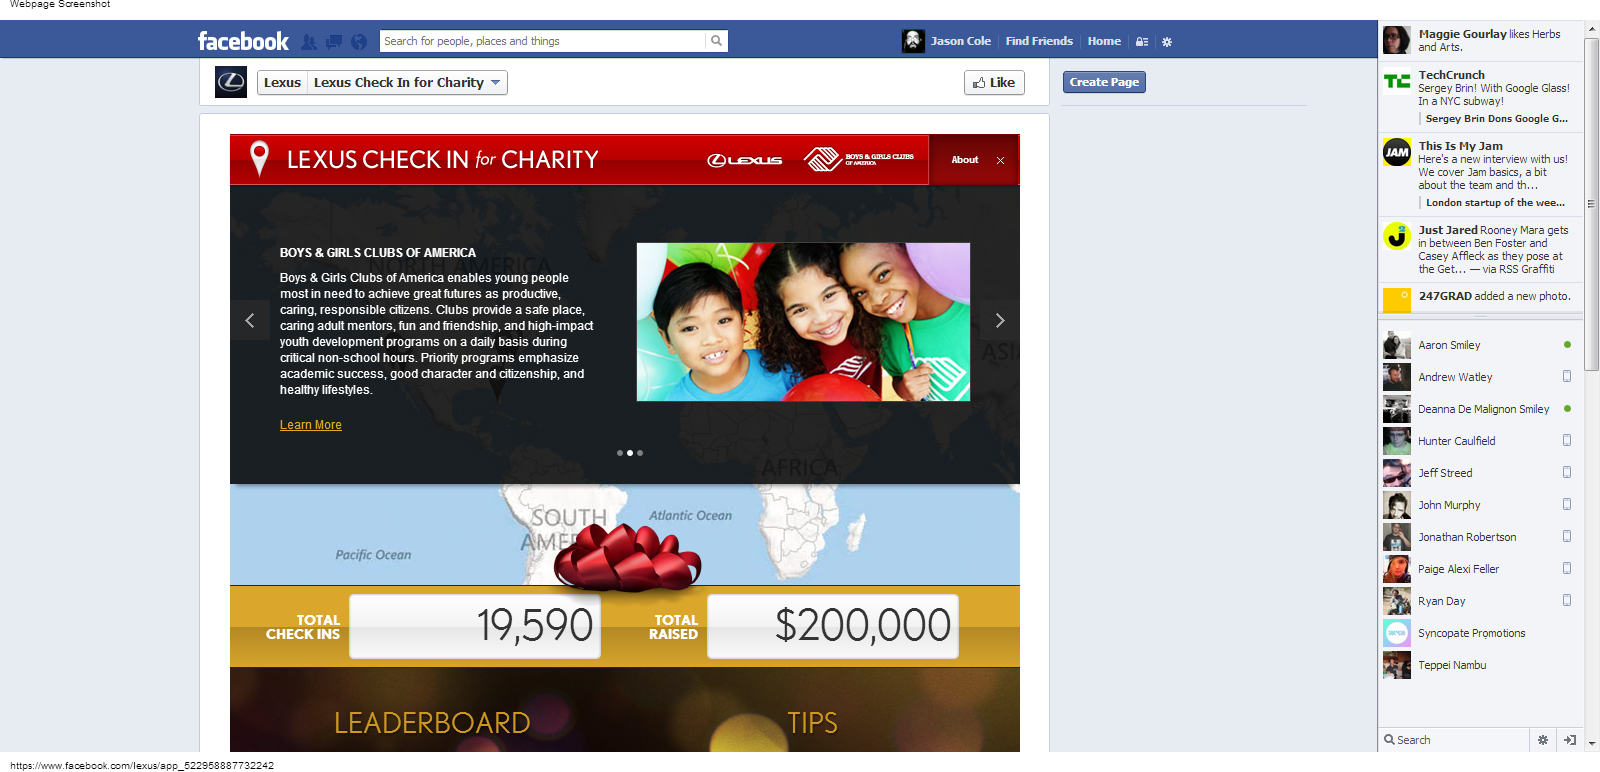 Webpage Screenshot
facebook
Search for people, places and things
Jason Cole
Find Friends
Home
Lexus
Lexus Check In for Charity
Like
Create Page
LEXUS CHECK IN for CHARITY
LEXUS
BOYS & GIRLS CLUBS
OF AMERICA
About
NORTH AMERICA
BOYS & GIRLS CLUBS OF AMERICA
Boys & Girls Clubs of America enables young people
most in need to achieve great futures as productive,
caring, responsible citizens. Clubs provide a safe place,
caring adult mentors, fun and friendship, and high-impact
youth development programs on a daily basis during
critical non-school hours. Priority programs emphasize
academic success, good character and citizenship, and
healthy lifestyles.
Learn More
ASIA
AFRICA
SOUTH
AMERICA
Atlantic Ocean
Pacific Ocean
TOTAL
CHECK INS
19,590
TOTAL
RAISED
$200,000
LEADERBOARD
TIPS
Maggie Gourlay likes Herbs
and Arts.
TechCrunch
Sergey Brin! With Google Glass!
In a NYC subway!
Sergey Brin Dons Google G...
JAM
This Is My Jam
Here's a new interview with us!
We cover Jam basics, a bit
about the team and th...
London startup of the wee...
Just Jared Rooney Mara gets
in between Ben Foster and
Casey Affleck as they pose at
the Get... — via RSS Graffiti
247GRAD added a new photo.
Aaron Smiley
Andrew Watley
Deanna De Malignon Smiley
Hunter Caulfield
Jeff Streed
John Murphy
Jonathan Robertson
Paige Alexi Feller
Ryan Day
Syncopate Promotions
Teppei Nambu
Search
https://www.facebook.com/lexus/app_522958887732242